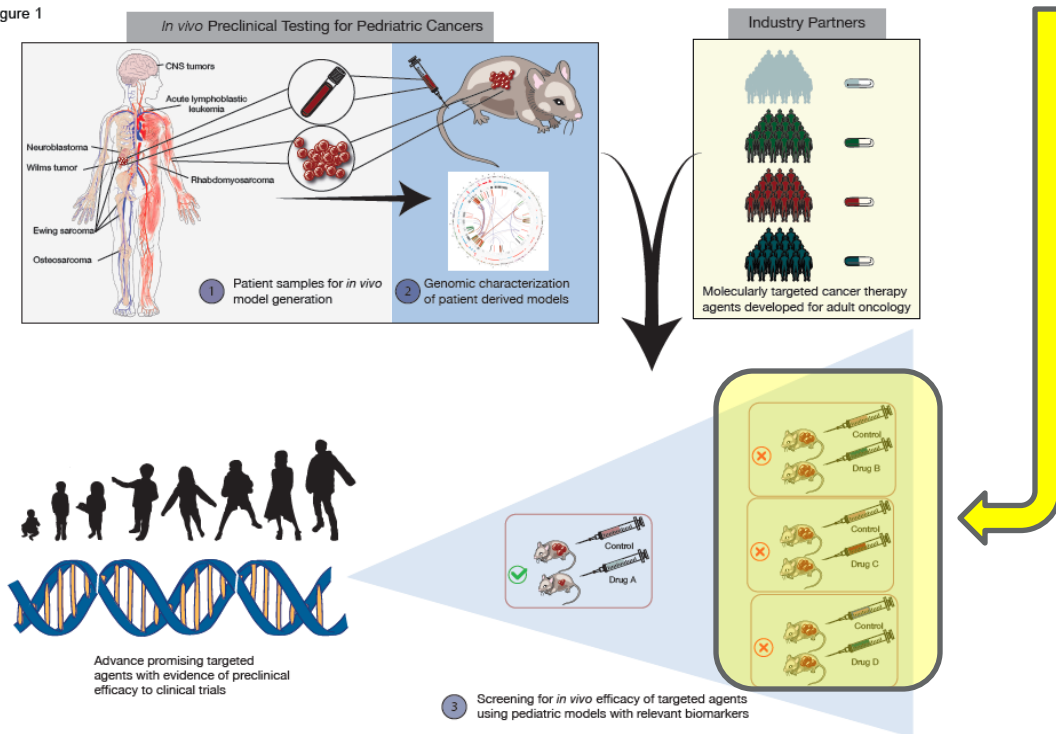 gure 1
In vivo Preclinical Testing for Pedriatric Cancers
Industry Partners
CNS tumors
Acute lymphoblastic
leukemia
Neuroblastoma
Wilms tumor
Rhabdomyosarcoma
Ewing sarcoma
Osteosarcoma
1 Patient samples for in vivo
model generation
2 Genomic characterization
of patient derived models
Molecularly targeted cancer therapy
agents developed for adult oncology
Control
Drug B
Control
Drug A
Control
Drug C
Control
Drug D
Advance promising targeted
agents with evidence of preclinical
efficacy to clinical trials
3 Screening for in vivo efficacy of targeted agents
using pediatric models with relevant biomarkers